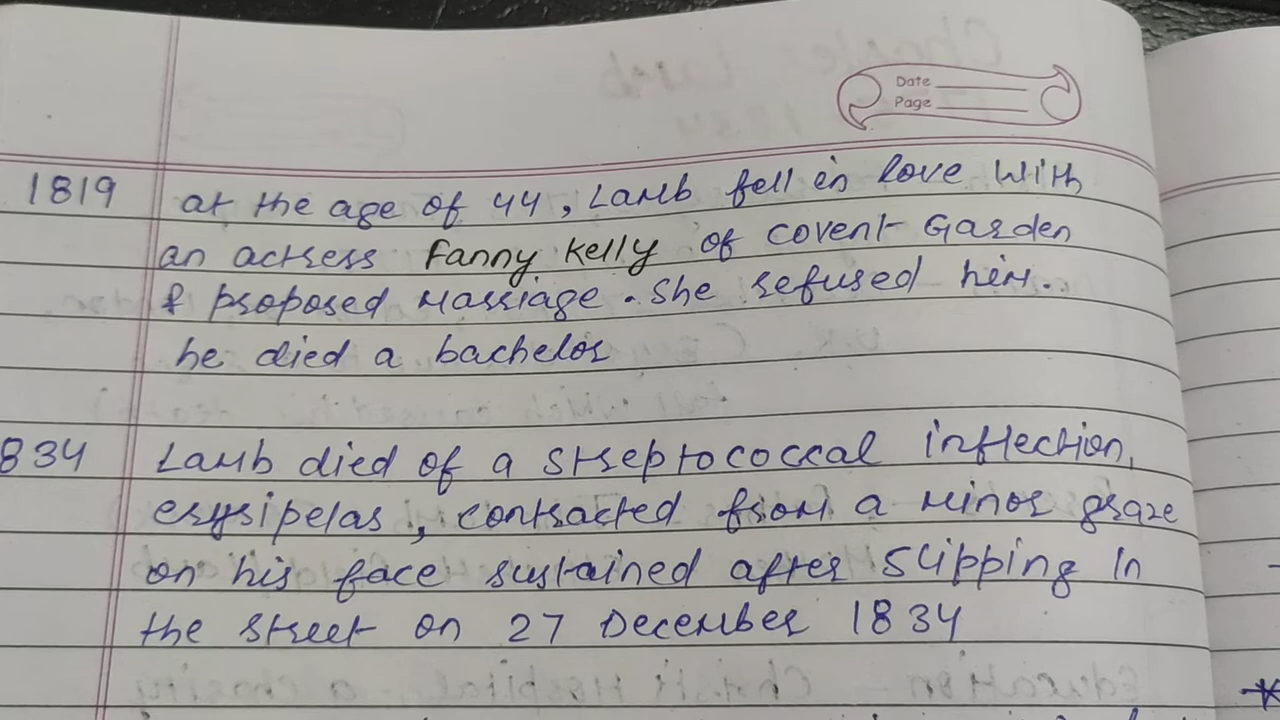 Date
Page
1819 at the age of 44, Lamb fell in love with
an actress Fanny Kelly of Covent Garden
& proposed marriage. She refused him.
he died a bachelor
834 Lamb died of a streptococcal inflection,
erysipelas, contracted from a minor graze
on his face sustained after slipping in
the street on 27 December 1834